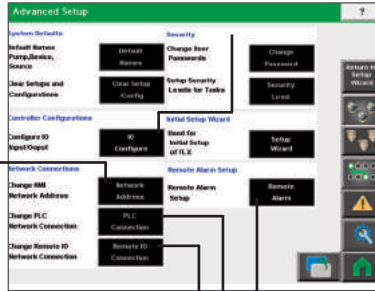 Advanced Setup
?
System Defaults
Default Names
Pump,Device,
Source
Default
Names
Clear Setups and
Configurations
Clear Setup
/Config
Security
Change User
Passwords
Change
Password
Setup Security
Levels for Tasks
Security
Level
Return to
Setup
Wizard
Controller Configurations
Configure IO
Input/Ouput
IO
Configure
Initial Setup Wizard
Used for
Initial Setup
of ILX
Setup
Wizard
Network Connections
Change HMI
Network Address
Network
Address
Change PLC
Network Connection
PLC
Connection
Change Remote IO
Network Connection
Remote IO
Connection
Remote Alarm Setup
Remote Alarm
Setup
Remote
Alarm